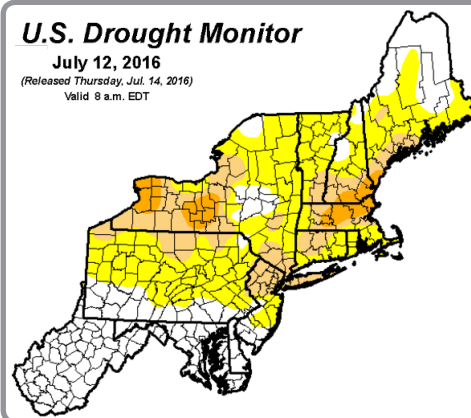 U.S. Drought Monitor
July 12, 2016
(Released Thursday, Jul. 14, 2016)
Valid 8 a.m. EDT